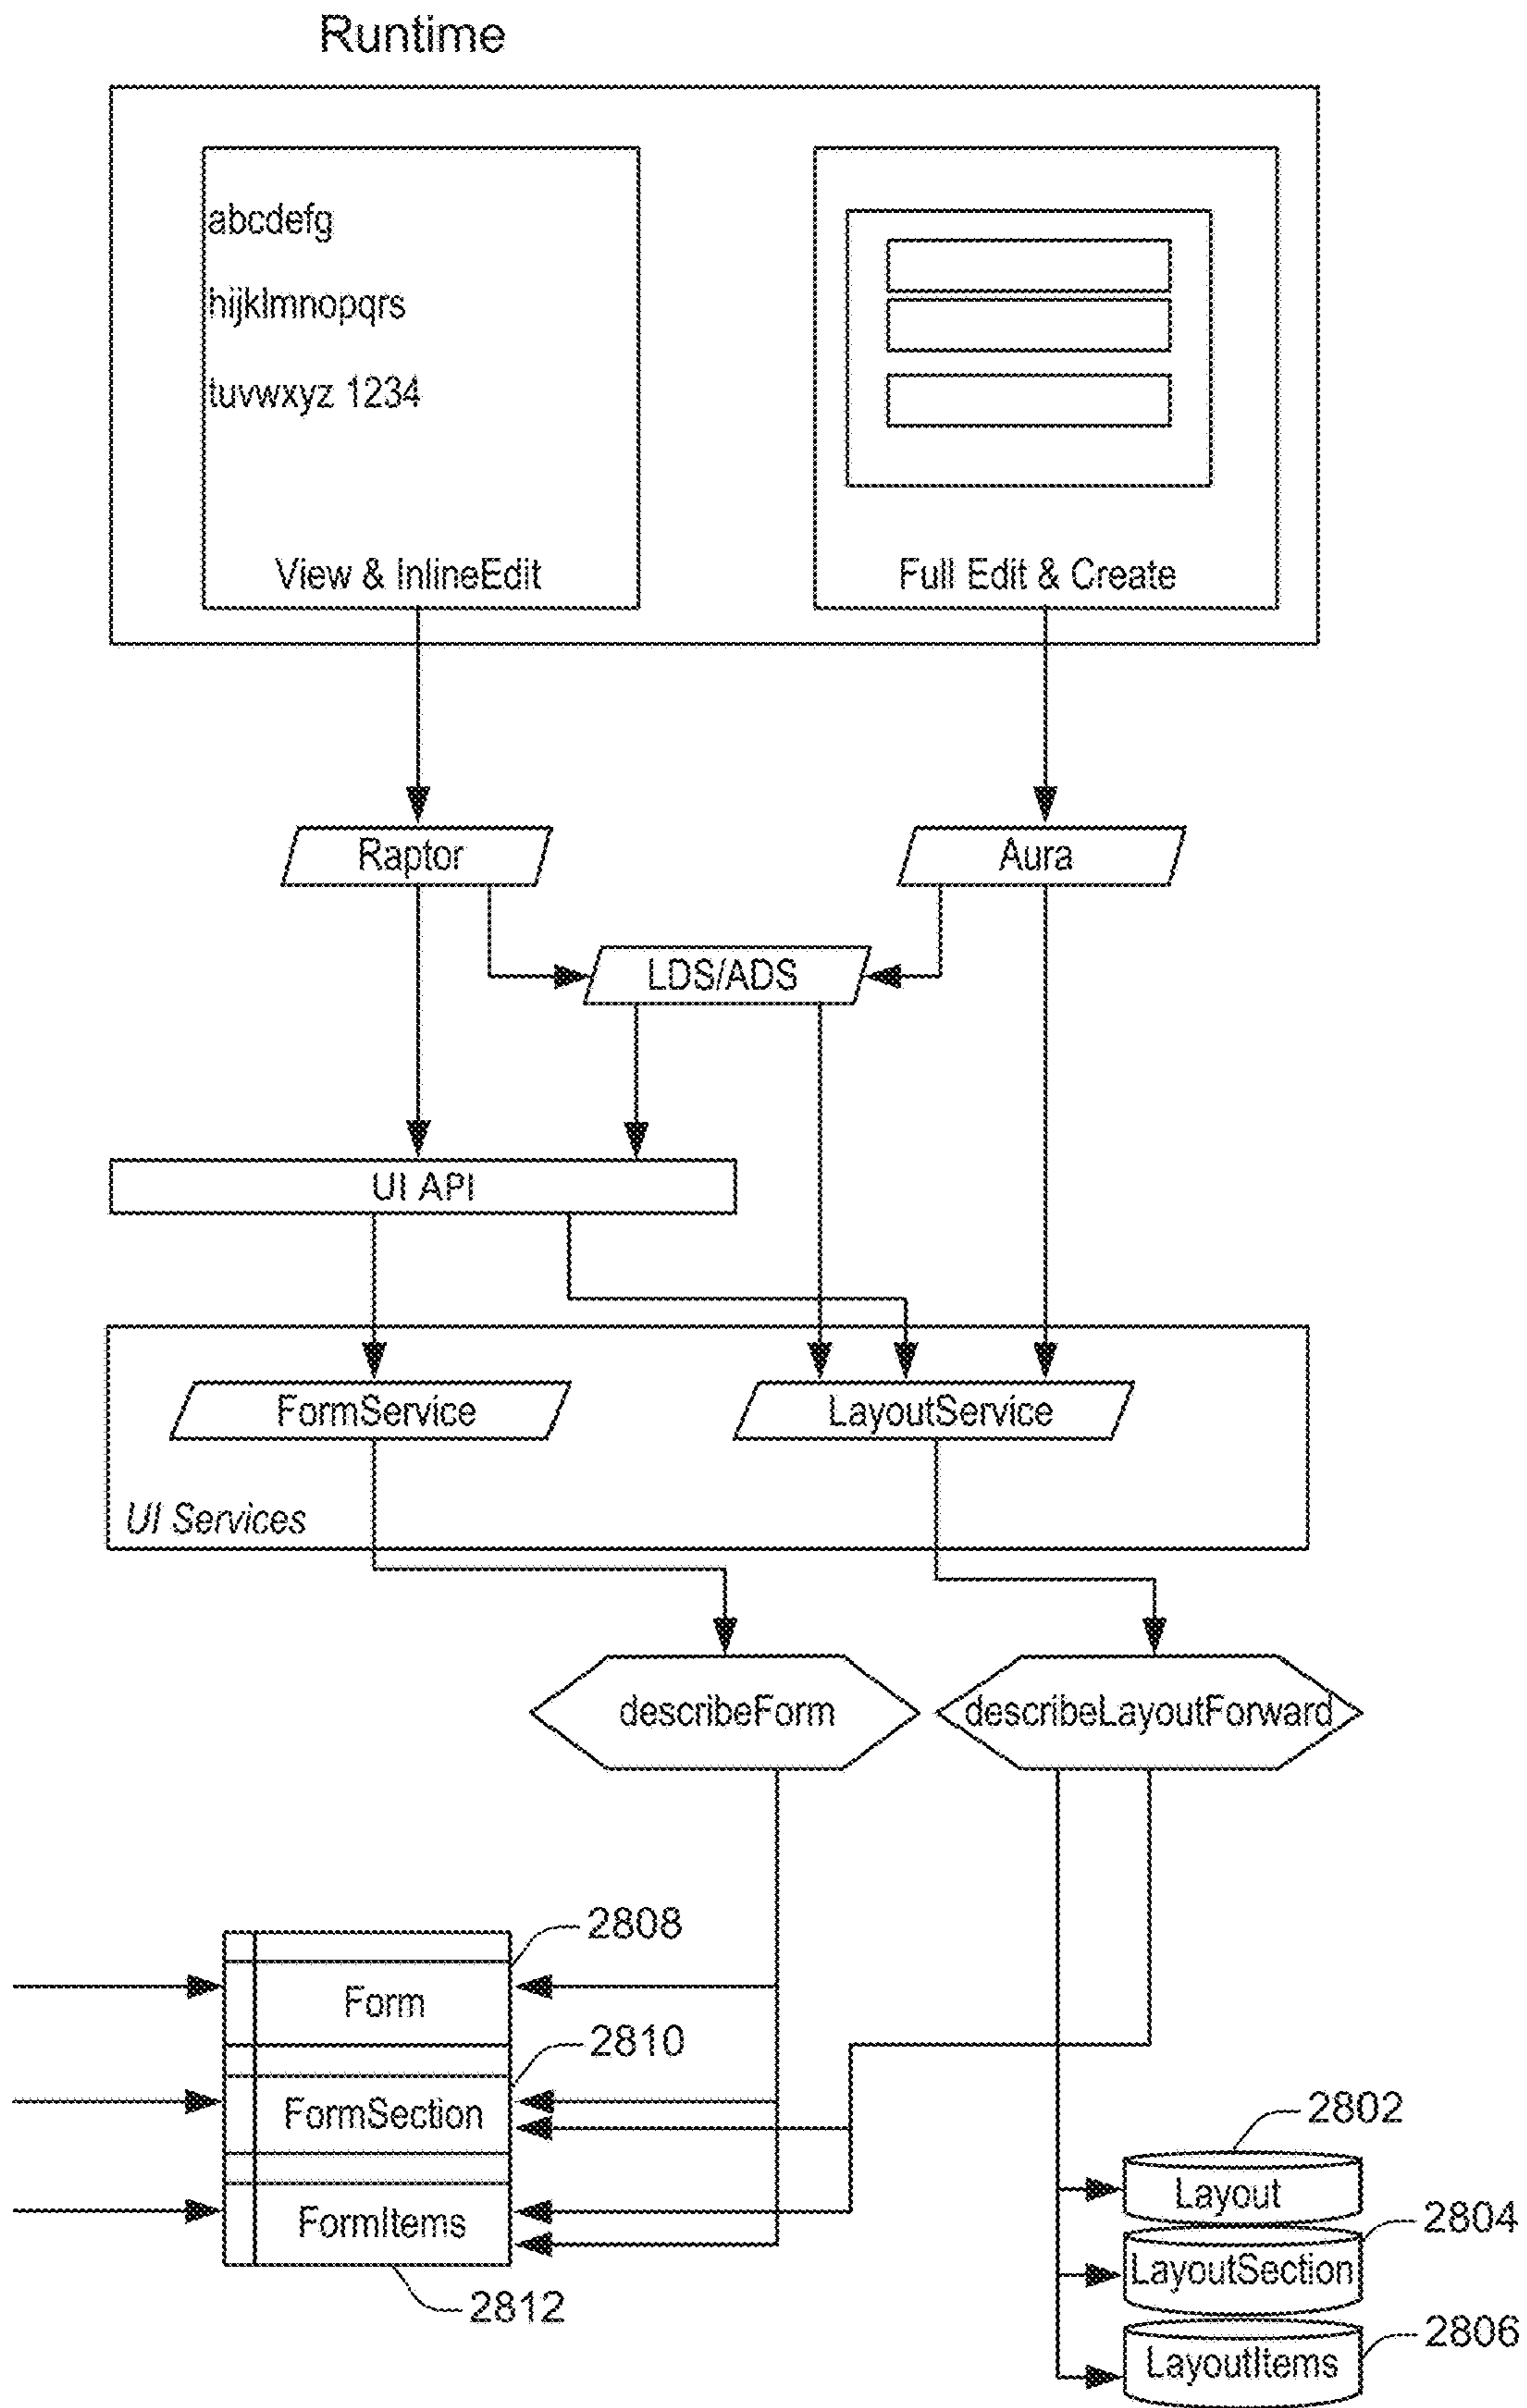 Runtime
abcdefg
hijklmnopqrs
tuvwxyz 1234
View & InlineEdit
Full Edit & Create
Raptor
Aura
LDS/ADS
UI API
FormService
LayoutService
UI Services
describeForm
describeLayoutForward
2808
Form
2810
FormSection
FormItems
2812
2802
Layout
2804
LayoutSection
2806
LayoutItems